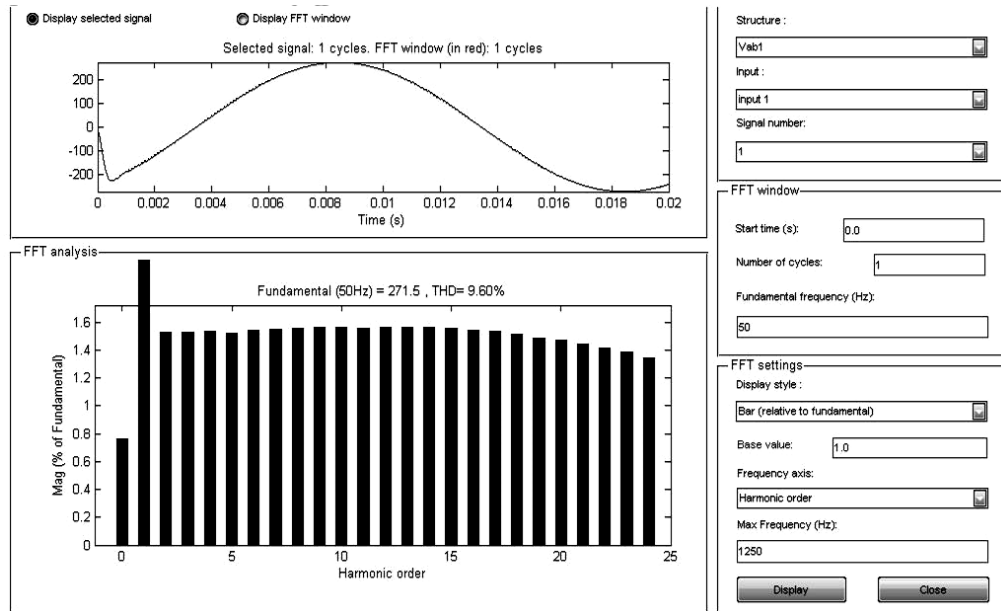 Display selected signal
Display FFT window
Selected signal: 1 cycles. FFT window (in red): 1 cycles
200
100
0
-100
-200
0
0.002
0.004
0.006
0.008
0.01
0.012
0.014
0.016
0.018
0.02
Time (s)
FFT analysis
Fundamental (50Hz) = 271.5 , THD= 9.60%
1.6
1.4
1.2
1
0.8
0.6
0.4
0.2
0
Mag (% of Fundamental)
0
5
10
15
20
25
Harmonic order
Structure :
Vab1
Input :
input 1
Signal number:
1
FFT window
Start time (s):
0.0
Number of cycles:
1
Fundamental frequency (Hz):
50
FFT settings
Display style :
Bar (relative to fundamental)
Base value:
1.0
Frequency axis:
Harmonic order
Max Frequency (Hz):
1250
Display
Close